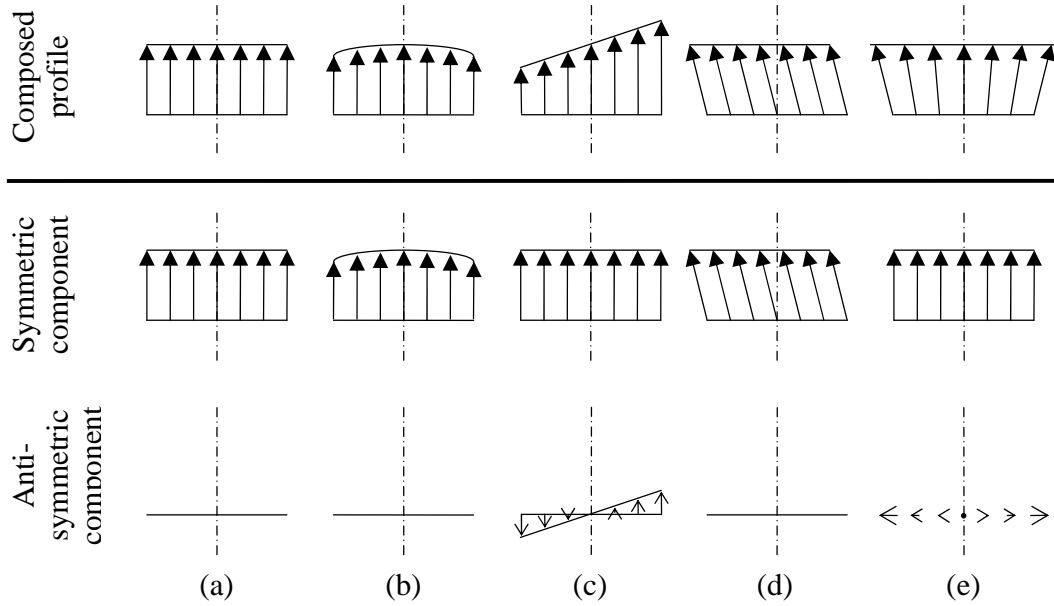 Composed
profile
Symmetric
component
Anti-
symmetric
component
(a)
(b)
(c)
(d)
(e)